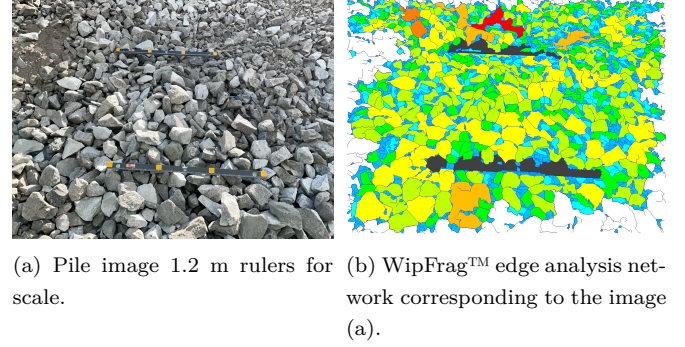 (a) Pile image 1.2 m rulers for
scale.
(b) WipFrag™ edge analysis net-
work corresponding to the image
(a).